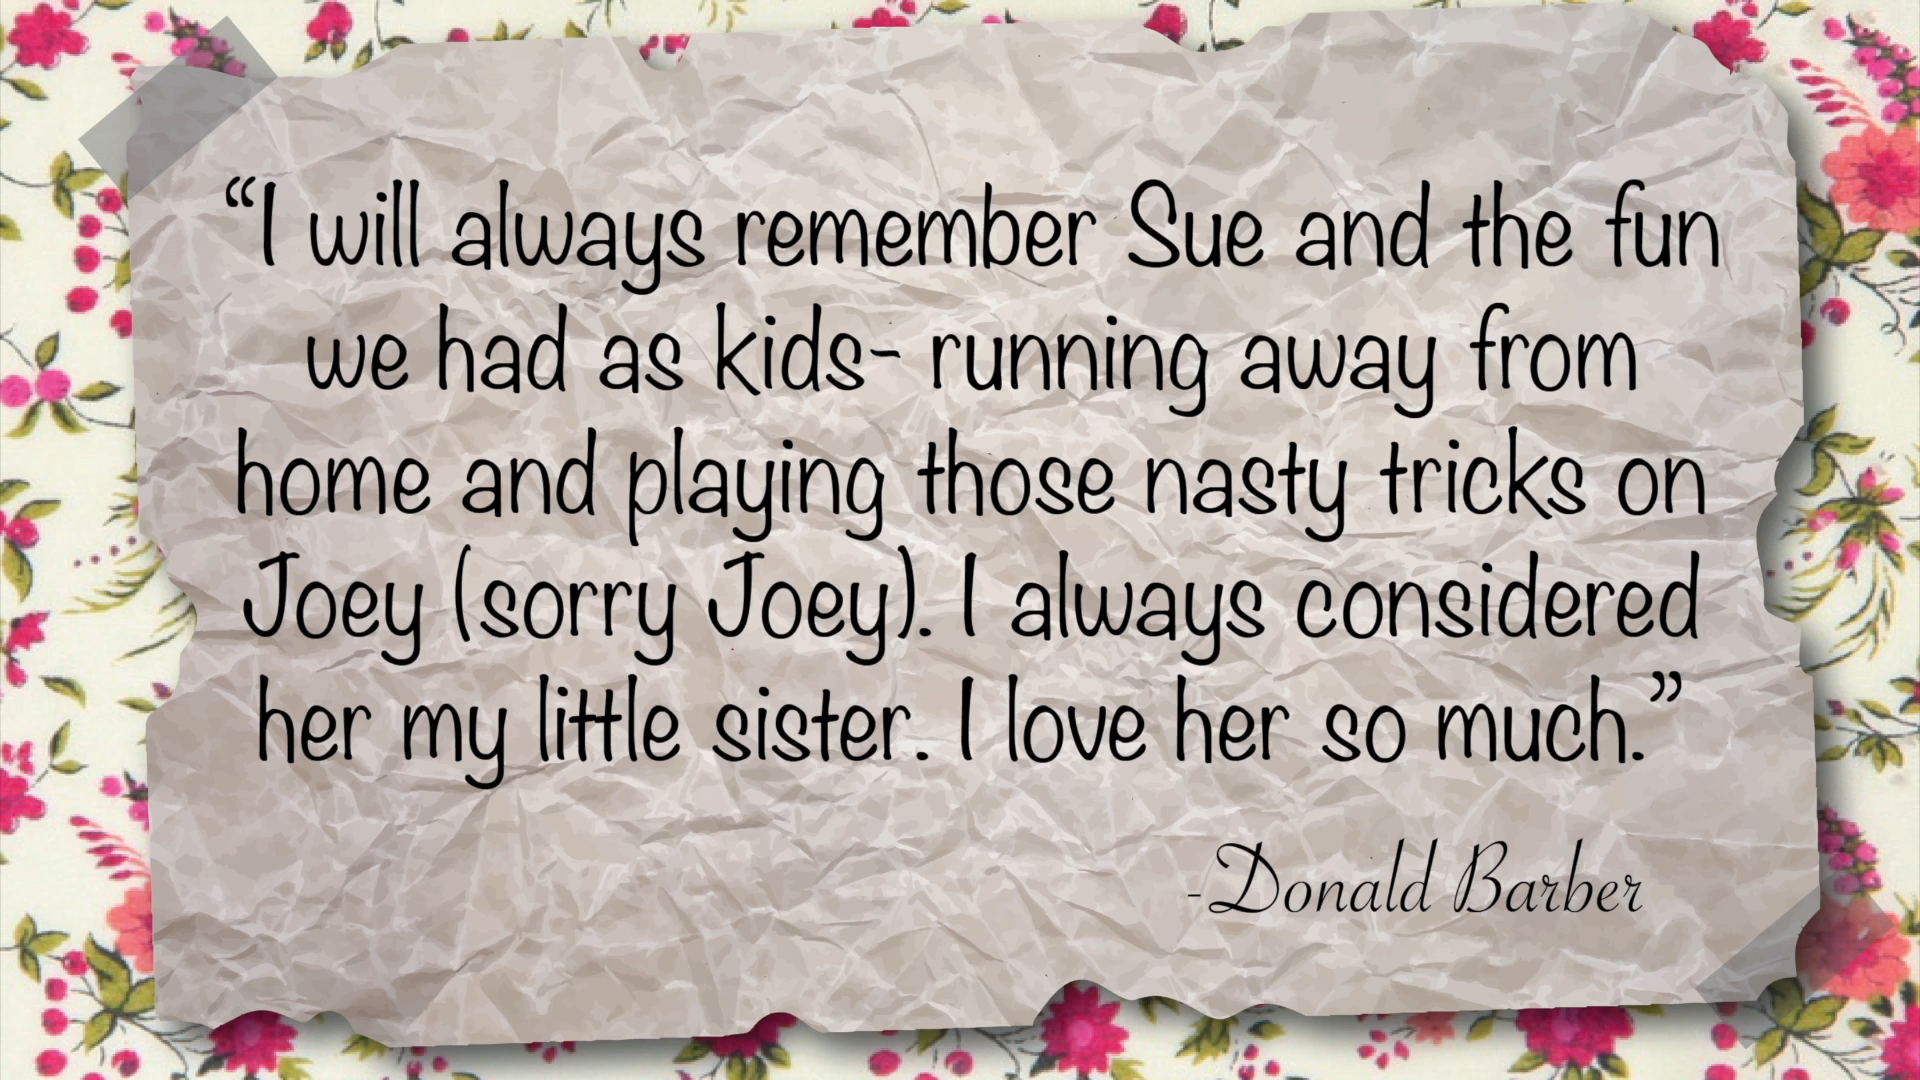 “I will always remember Sue and the fun
we had as kids- running away from
home and playing those nasty tricks on
Joey (sorry Joey). I always considered
her my little sister. I love her so much.”
-Donald Barber